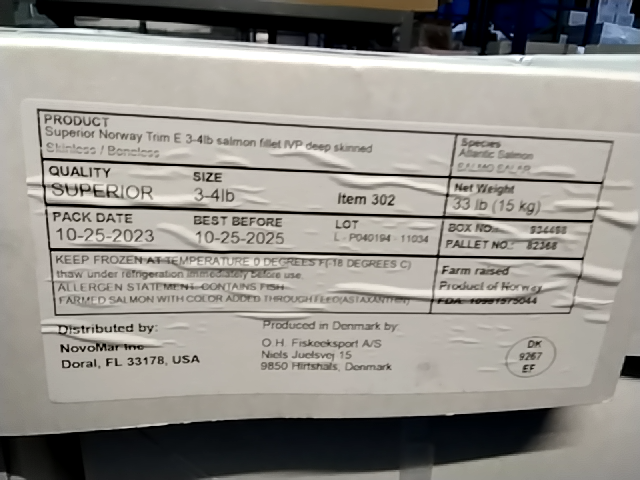 PRODUCT
Superior Norway Trim E 3-4lb salmon fillet IVP deep skinned
Skinless / Boneless
Species
Atlantic Salmon
SALMO SALAR
QUALITY
SUPERIOR
SIZE
3-4lb
Item 302
Net Weight
33 lb (15 kg)
PACK DATE
10-25-2023
BEST BEFORE
10-25-2025
LOT
L - P040194 - 11034
BOX NO.: 934498
PALLET NO.: 82368
KEEP FROZEN AT TEMPERATURE 0 DEGREES F(-18 DEGREES C)
thaw under refrigeration immediately before use
ALLERGEN STATEMENT: CONTAINS FISH
FARMED SALMON WITH COLOR ADDED THROUGH FEED(ASTAXANTHIN)
Farm raised
Product of Norway
FDA:
Distributed by:
NovoMar Inc
Doral, FL 33178, USA
Produced in Denmark by:
O.H. Fiskeeksport A/S
Niels Juelsvej 15
9850 Hirtshals, Denmark
DK
9267
EF